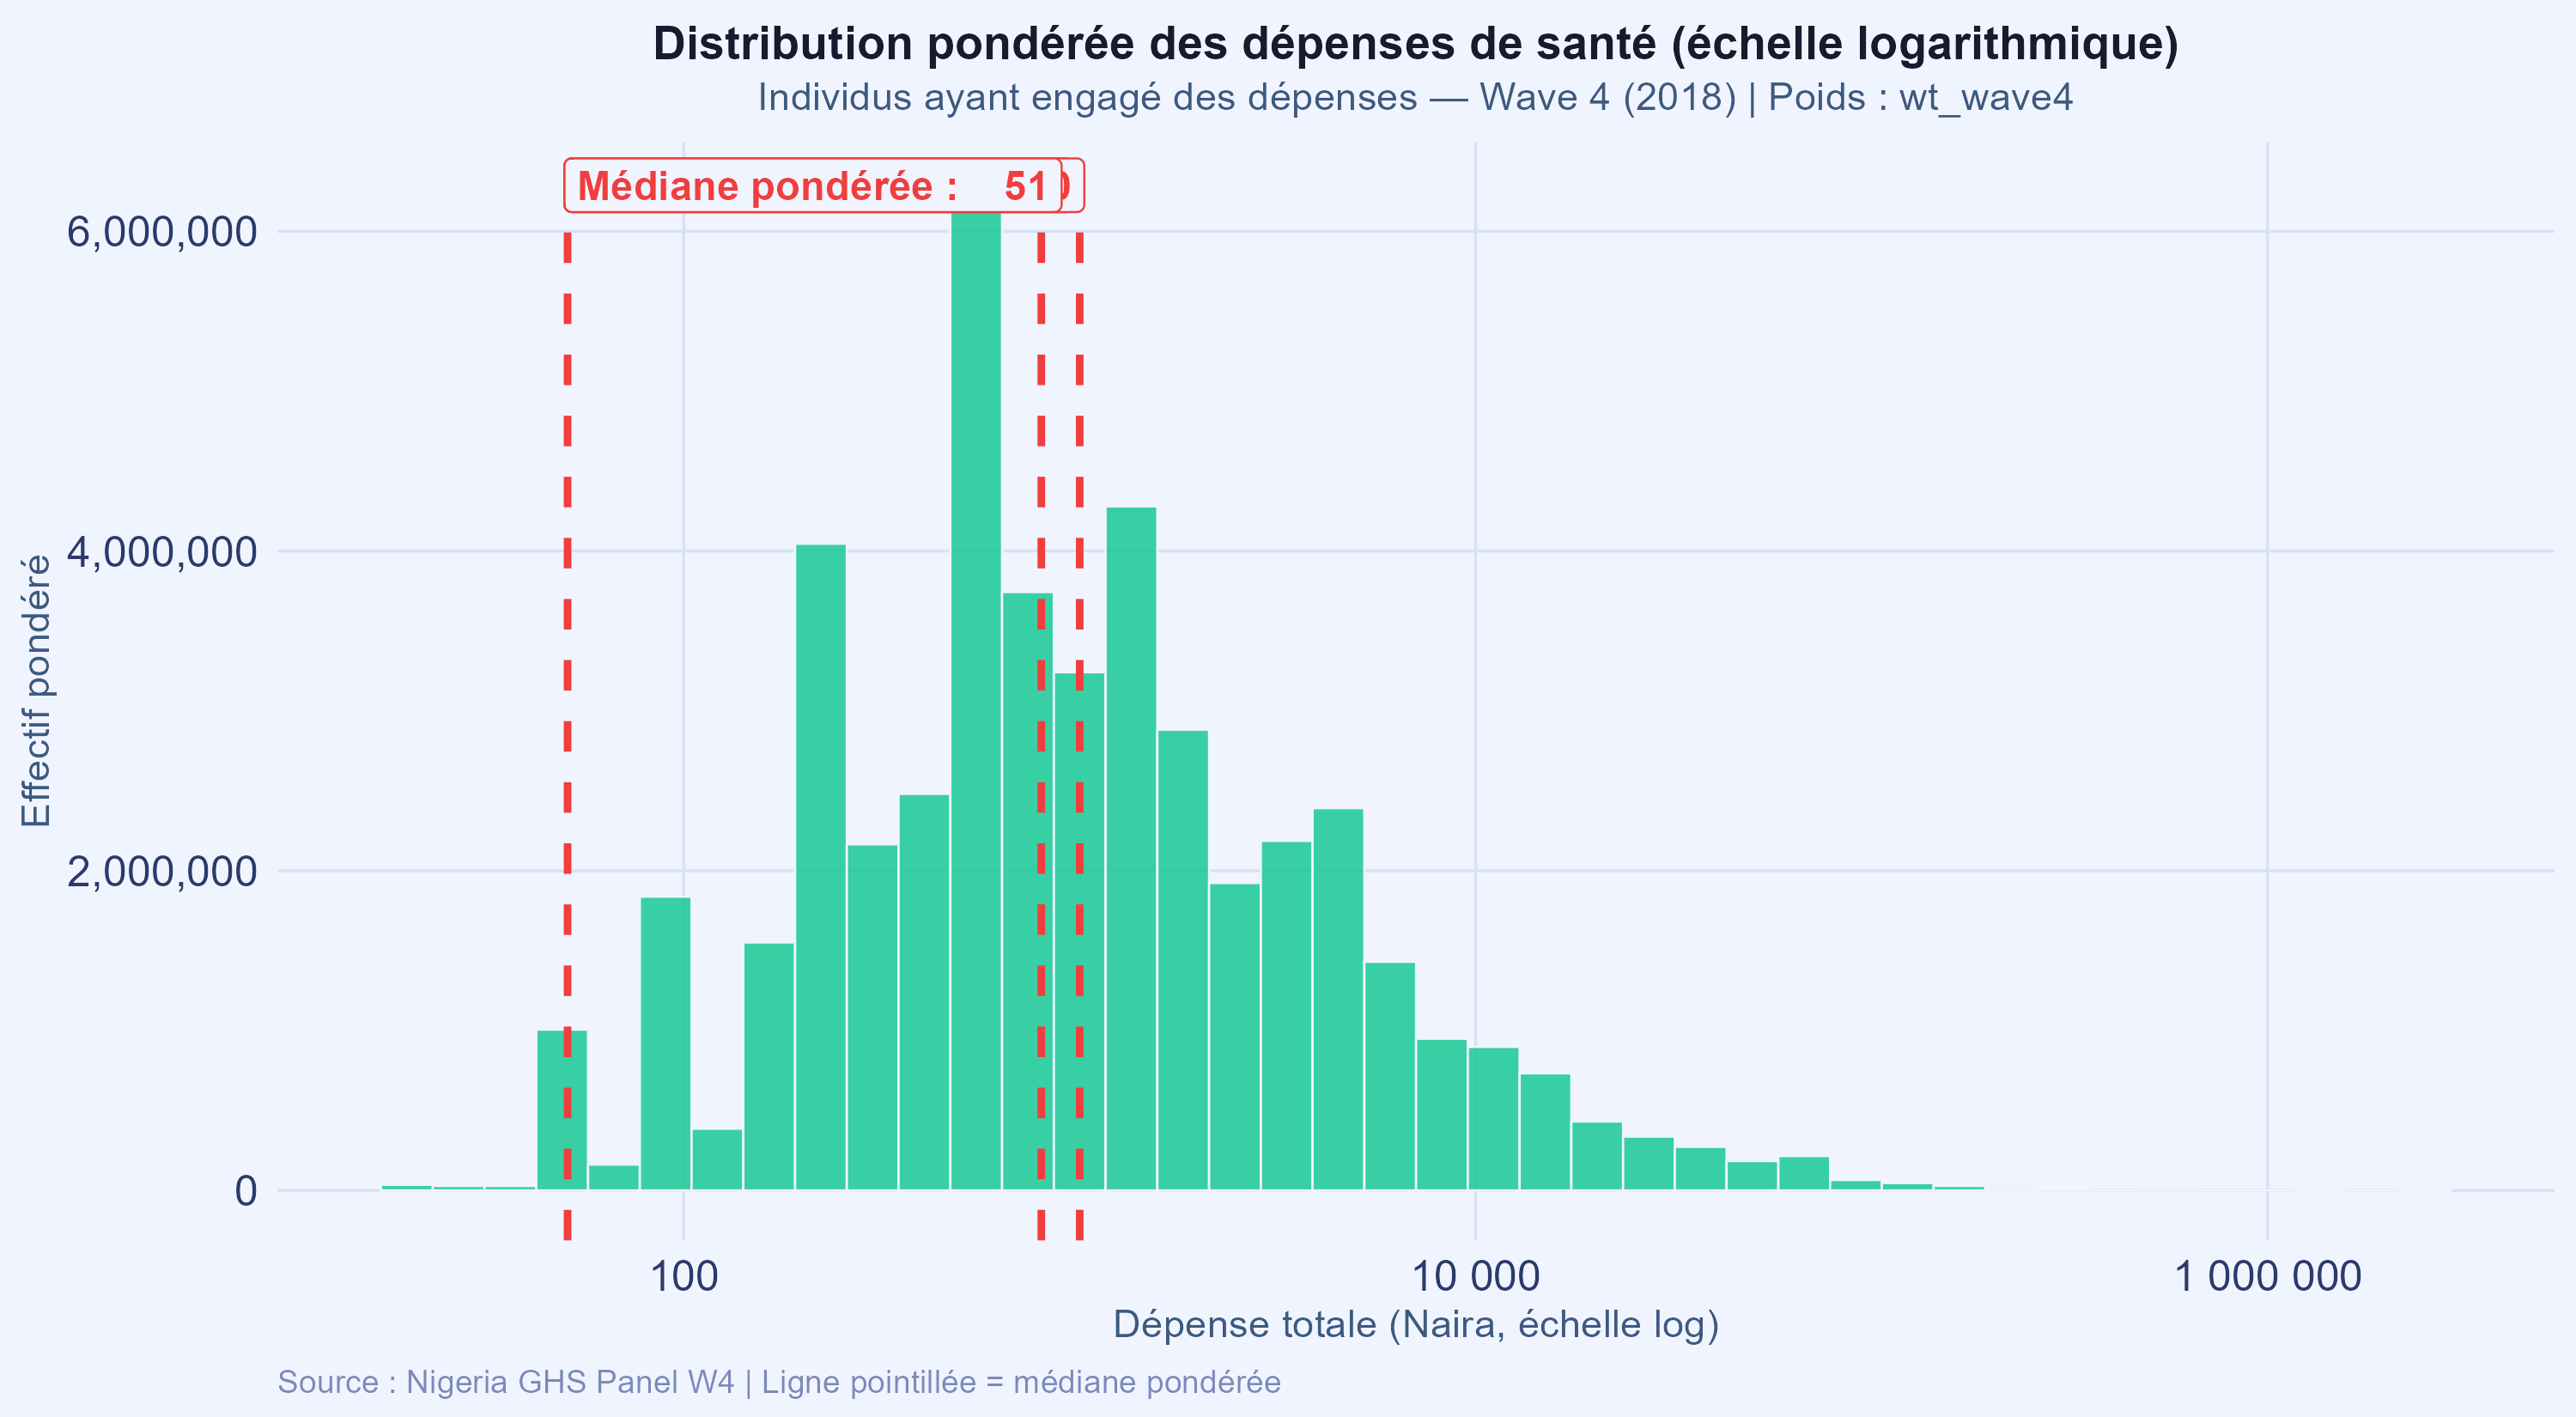 Distribution pondérée des dépenses de santé (échelle logarithmique)
Individus ayant engagé des dépenses — Wave 4 (2018) | Poids : wt_wave4
Médiane pondérée : 51
6,000,000
4,000,000
2,000,000
0
Effectif pondéré
100
10 000
1 000 000
Dépense totale (Naira, échelle log)
Source : Nigeria GHS Panel W4 | Ligne pointillée = médiane pondérée